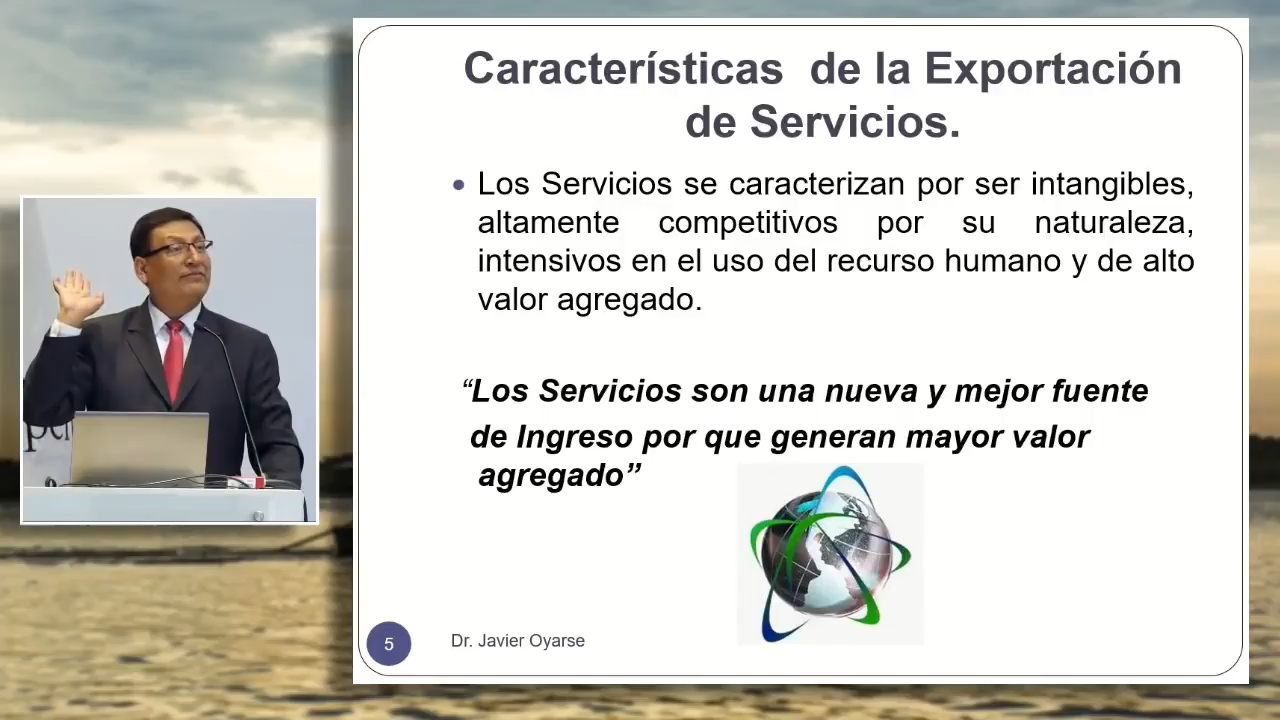 Características de la Exportación
de Servicios.
• Los Servicios se caracterizan por ser intangibles,
altamente competitivos por su naturaleza,
intensivos en el uso del recurso humano y de alto
valor agregado.
“Los Servicios son una nueva y mejor fuente
de Ingreso por que generan mayor valor
agregado”
5
Dr. Javier Oyarse